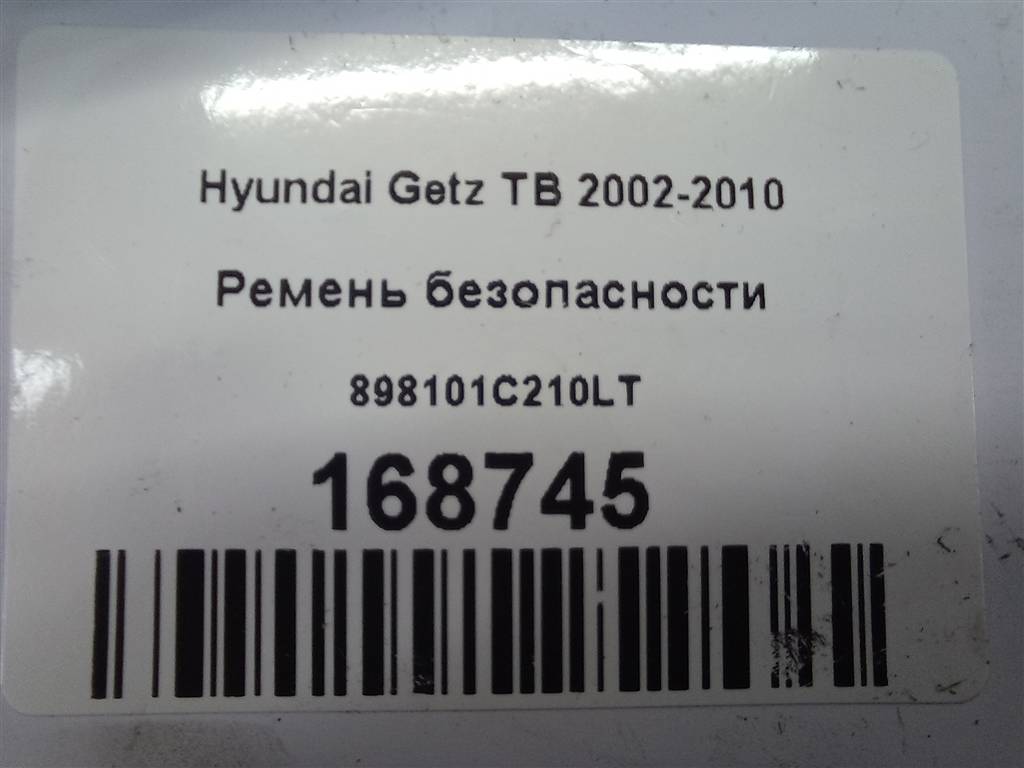 Hyundai Getz TB 2002-2010
Ремень безопасности
898101C210LT
168745